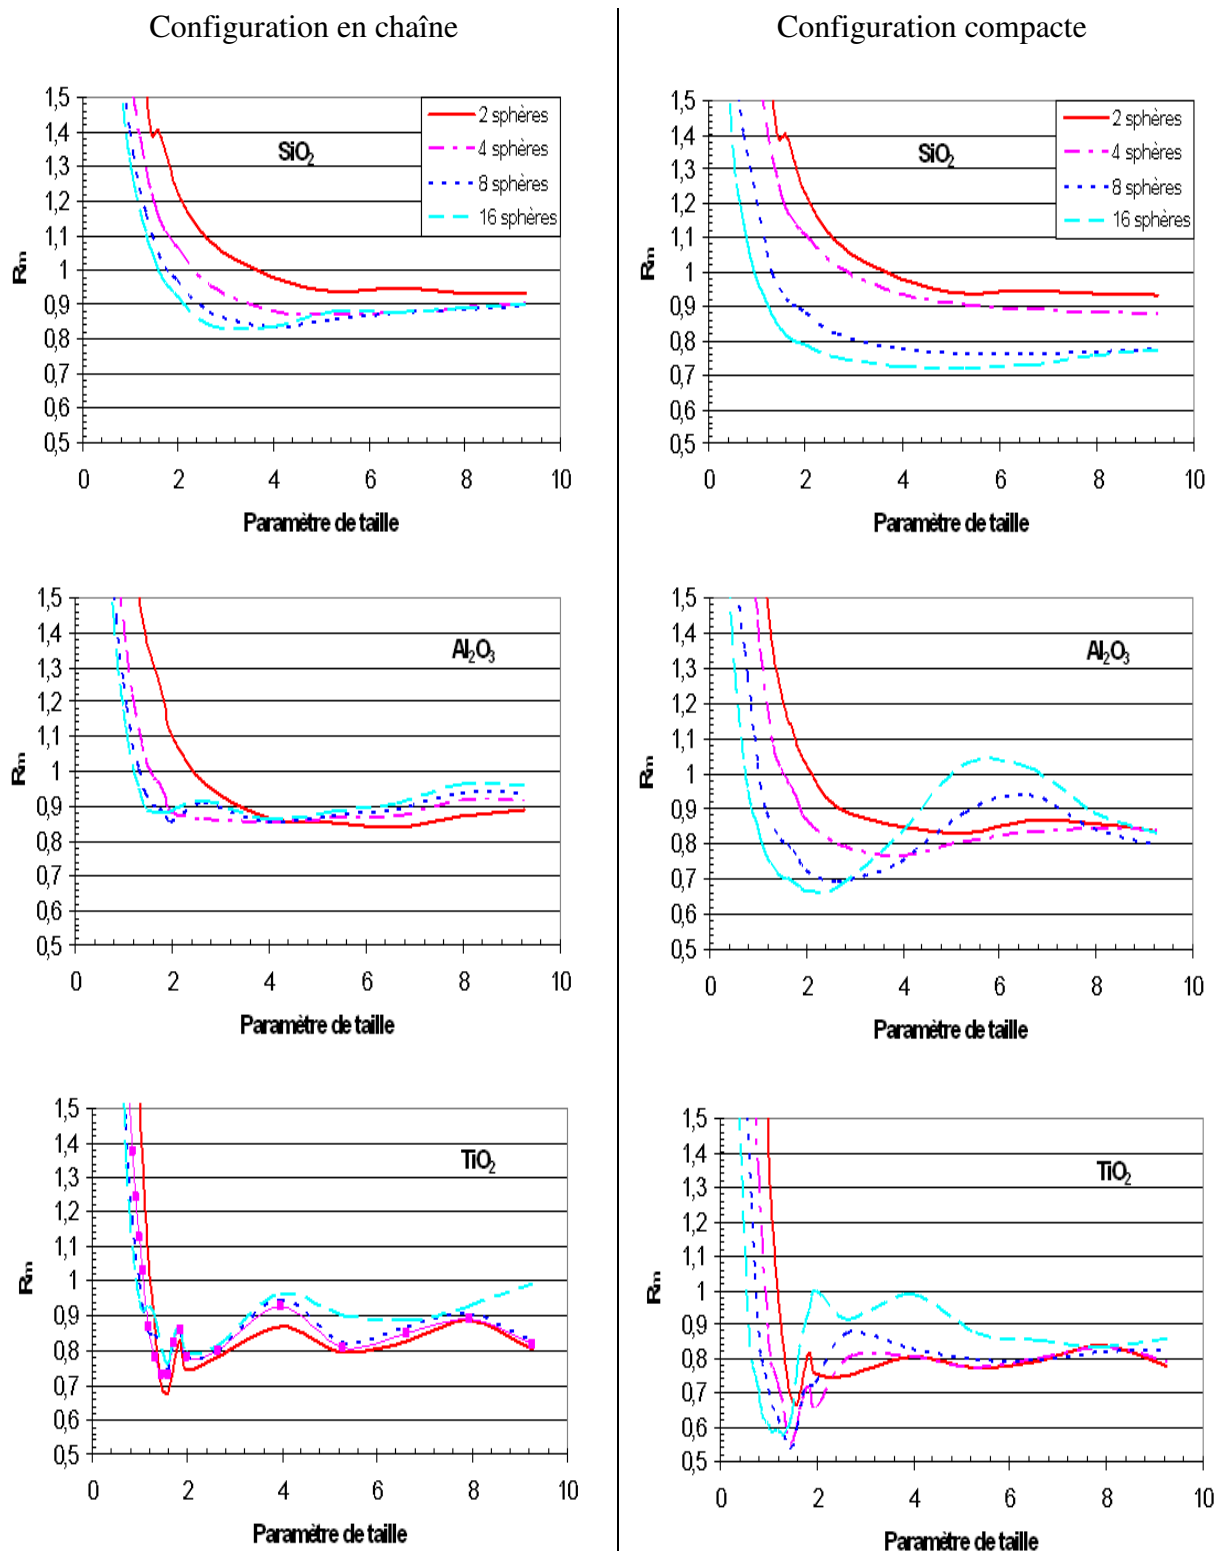 Configuration en chaîne
Configuration compacte
1,5
1,4
1,3
1,2
1,1
1
0,9
0,8
0,7
0,6
0,5
Rm
SiO2
2 sphères
4 sphères
8 sphères
16 sphères
0 2 4 6 8 10
Paramètre de taille
1,5
1,4
1,3
1,2
1,1
1
0,9
0,8
0,7
0,6
0,5
Rm
SiO2
2 sphères
4 sphères
8 sphères
16 sphères
0 2 4 6 8 10
Paramètre de taille
1,5
1,4
1,3
1,2
1,1
1
0,9
0,8
0,7
0,6
0,5
Rm
Al2O3
0 2 4 6 8 10
Paramètre de taille
1,5
1,4
1,3
1,2
1,1
1
0,9
0,8
0,7
0,6
0,5
Rm
Al2O3
0 2 4 6 8 10
Paramètre de taille
1,5
1,4
1,3
1,2
1,1
1
0,9
0,8
0,7
0,6
0,5
Rm
TiO2
0 2 4 6 8 10
Paramètre de taille
1,5
1,4
1,3
1,2
1,1
1
0,9
0,8
0,7
0,6
0,5
Rm
TiO2
0 2 4 6 8 10
Paramètre de taille